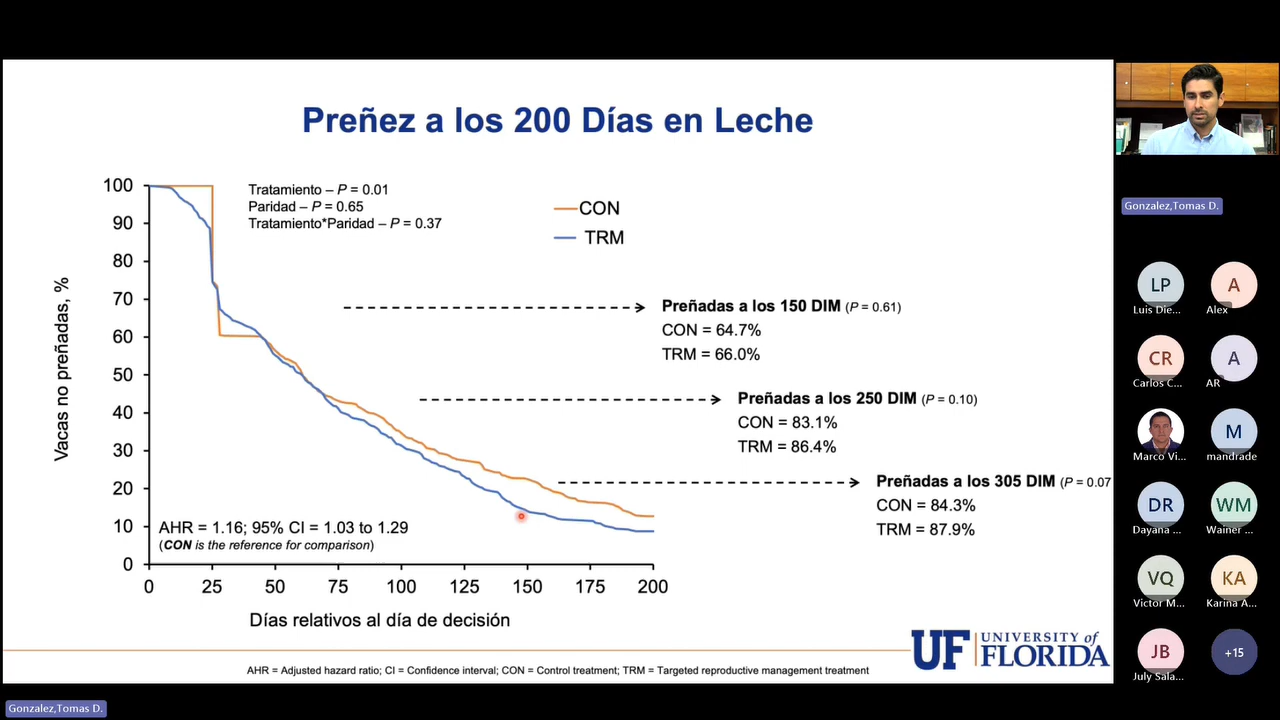 Preñez a los 200 Días en Leche
Tratamiento – P = 0.01
Paridad – P = 0.65
Tratamiento*Paridad – P = 0.37
CON
TRM
Vacas no preñadas, %
100
90
80
70
60
50
40
30
20
10
0
0 25 50 75 100 125 150 175 200
Días relativos al día de decisión
Preñadas a los 150 DIM (P = 0.61)
CON = 64.7%
TRM = 66.0%
Preñadas a los 250 DIM (P = 0.10)
CON = 83.1%
TRM = 86.4%
Preñadas a los 305 DIM (P = 0.07
CON = 84.3%
TRM = 87.9%
AHR = 1.16; 95% CI = 1.03 to 1.29
(CON is the reference for comparison)
UF UNIVERSITY of FLORIDA
AHR = Adjusted hazard ratio; CI = Confidence interval; CON = Control treatment; TRM = Targeted reproductive management treatment
Gonzalez,Tomas D.
LP
Luis Die...
A
Alex
CR
Carlos C...
A
AR
Marco Vi...
M
mandrade
DR
Dayana ...
WM
Wainer ...
VQ
Victor M...
KA
Karina A...
JB
July Sala...
+15
Gonzalez,Tomas D.